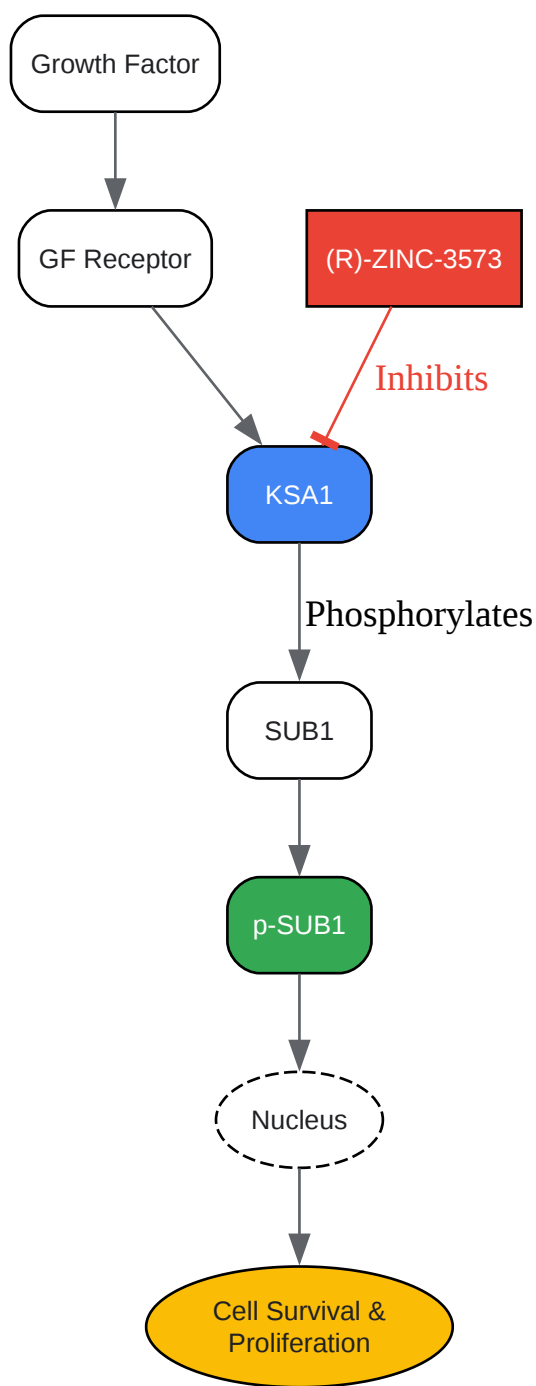 Growth Factor
GF Receptor
(R)-ZINC-3573
Inhibits
KSA1
Phosphorylates
SUB1
p-SUB1
Nucleus
Cell Survival &
Proliferation